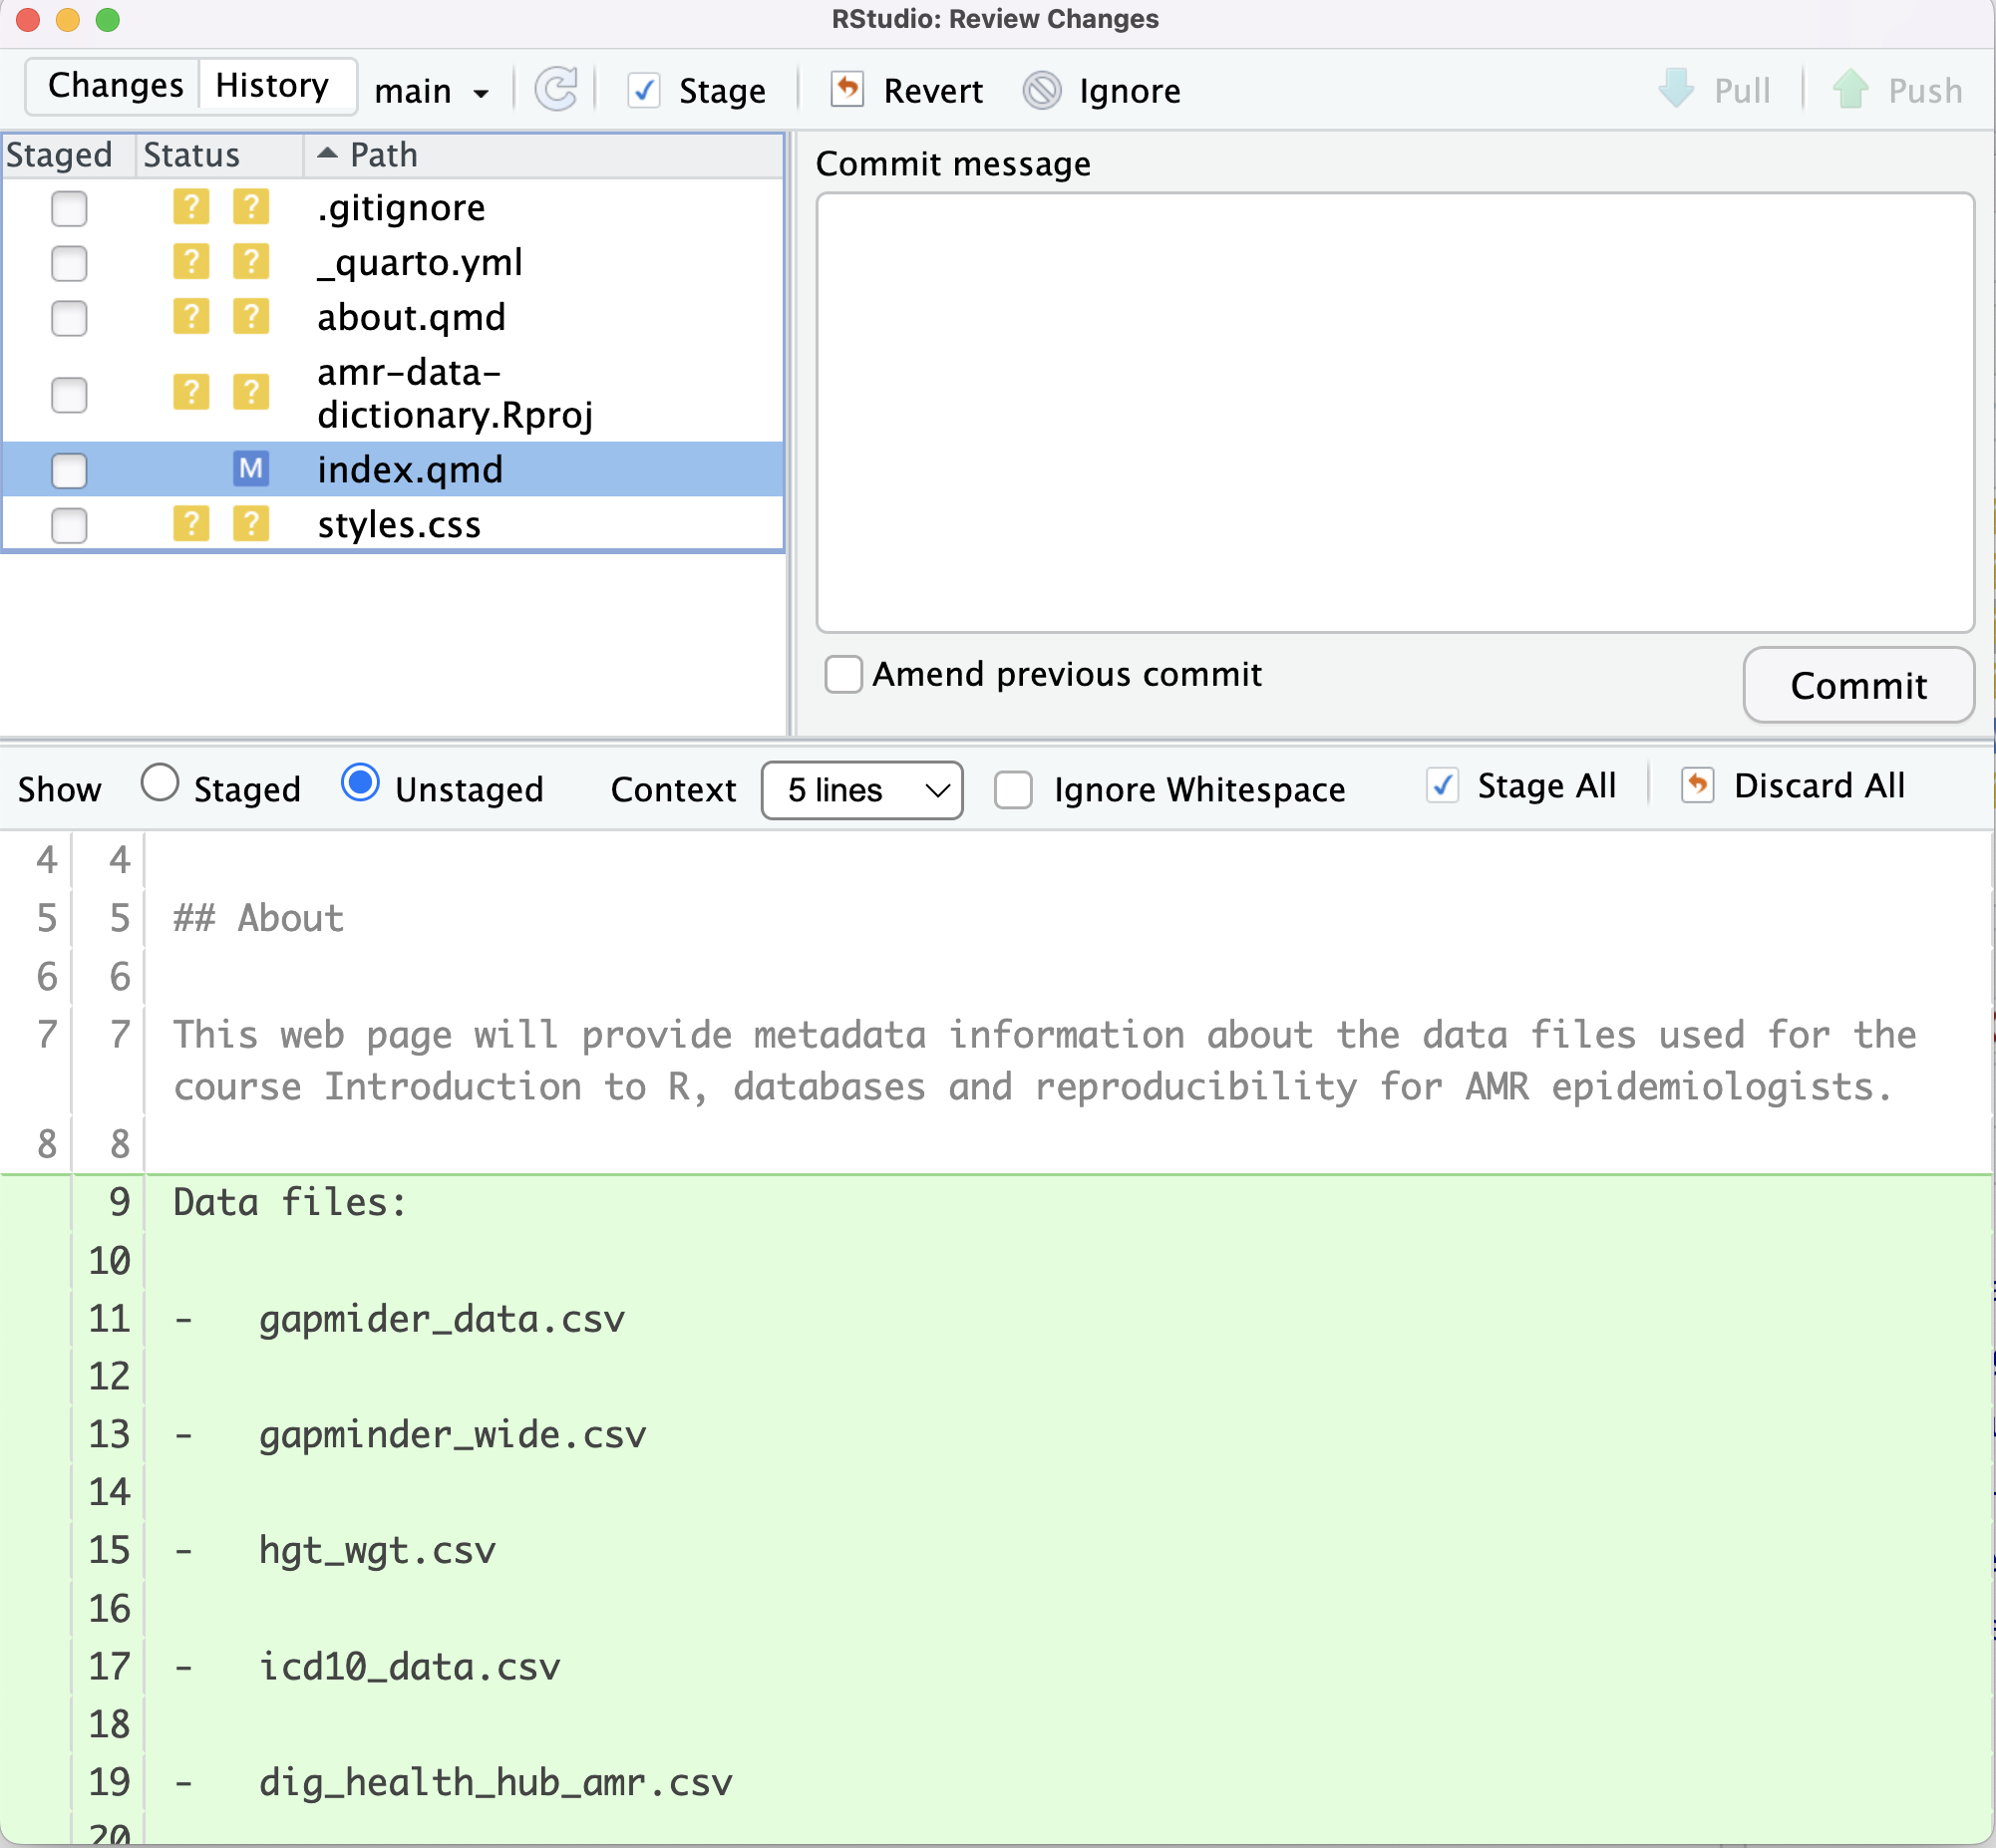 RStudio: Review Changes
Changes History main Stage Revert Ignore Pull Push
Staged Status Path
? ? .gitignore
? ? _quarto.yml
? ? about.qmd
? ? amr-data-
dictionary.Rproj
M index.qmd
? ? styles.css
Commit message
Amend previous commit
Commit
Show Staged Unstaged Context 5 lines Ignore Whitespace Stage All Discard All
4 4
5 5 ## About
6 6
7 7 This web page will provide metadata information about the data files used for the
course Introduction to R, databases and reproducibility for AMR epidemiologists.
8 8
9 Data files:
10
11 - gapmider_data.csv
12
13 - gapminder_wide.csv
14
15 - hgt_wgt.csv
16
17 - icd10_data.csv
18
19 - dig_health_hub_amr.csv
20